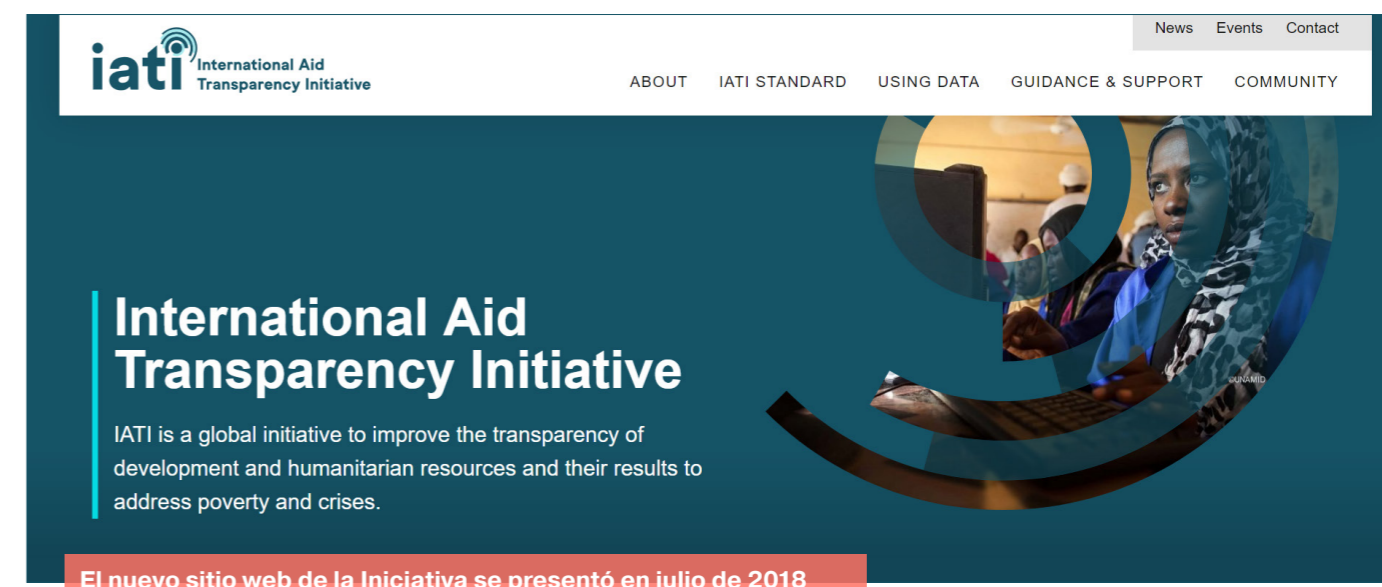 News Events Contact
iati International Aid
Transparency Initiative
ABOUT IATI STANDARD USING DATA GUIDANCE & SUPPORT COMMUNITY
International Aid
Transparency Initiative
©UNAMID
IATI is a global initiative to improve the transparency of
development and humanitarian resources and their results to
address poverty and crises.
El nuevo sitio web de la Iniciativa se presentó en julio de 2018